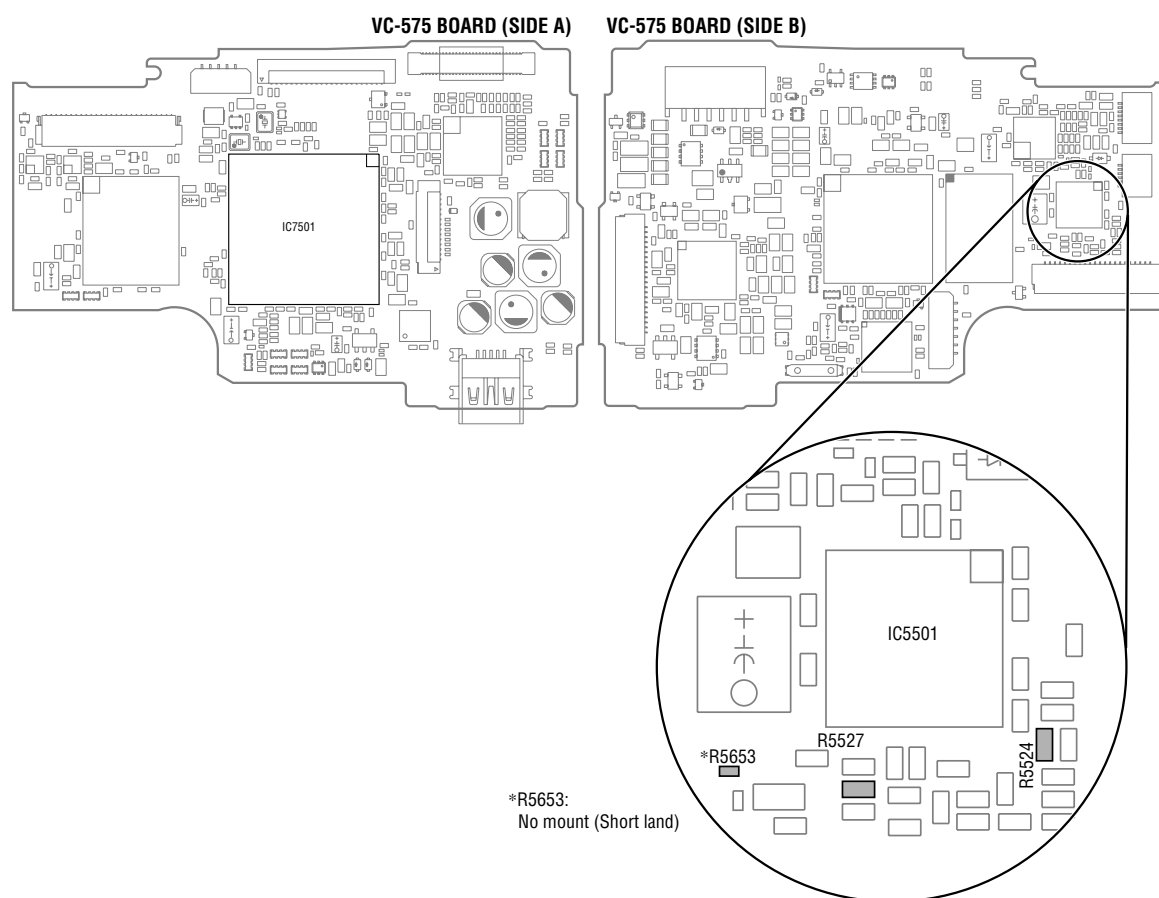 VC-575 BOARD (SIDE A)
VC-575 BOARD (SIDE B)
IC7501
IC5501
R5527
*R5653
R5524
*R5653:
No mount (Short land)